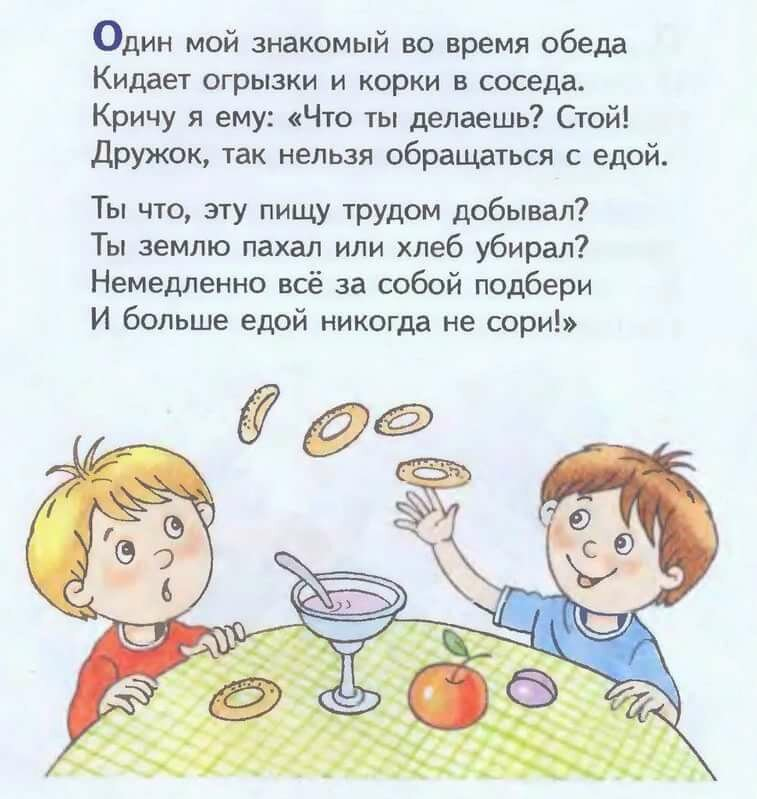 Один мой знакомый во время обеда
Кидает огрызки и корки в соседа.
Кричу я ему: «Что ты делаешь? Стой!
Дружок, так нельзя обращаться с едой.
Ты что, эту пищу трудом добывал?
Ты землю пахал или хлеб убирал?
Немедленно всё за собой подбери
И больше едой никогда не сори!»